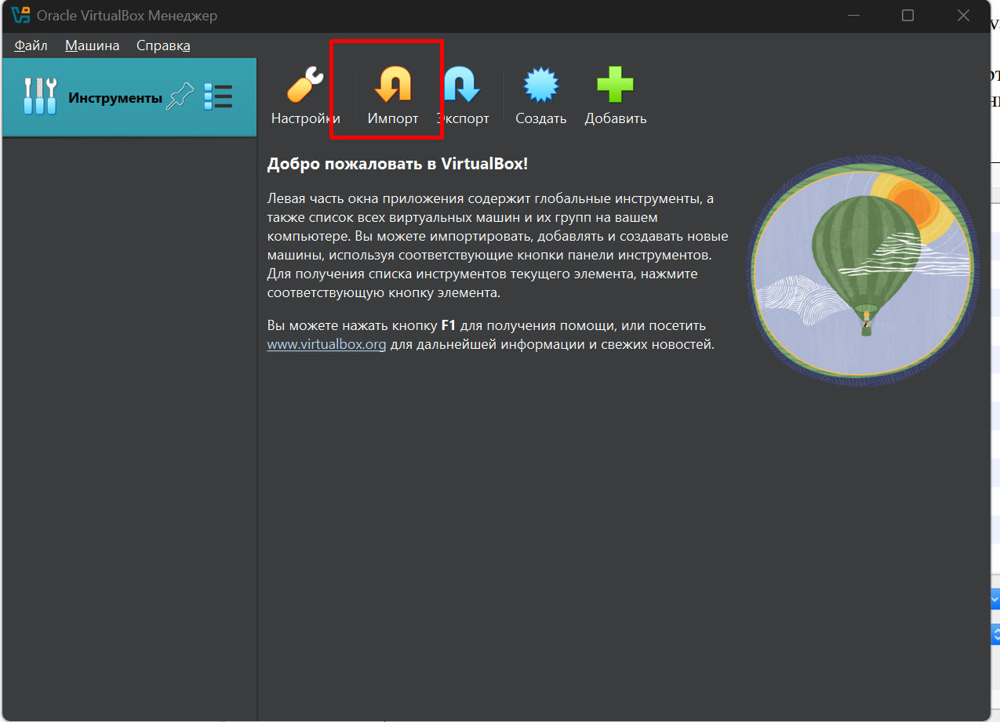 Oracle VirtualBox Менеджер
Файл Машина Справка
Инструменты
Настройки Импорт Экспорт Создать Добавить
Добро пожаловать в VirtualBox!
Левая часть окна приложения содержит глобальные инструменты, а
также список всех виртуальных машин и их групп на вашем
компьютере. Вы можете импортировать, добавлять и создавать новые
машины, используя соответствующие кнопки панели инструментов.
Для получения списка инструментов текущего элемента, нажмите
соответствующую кнопку элемента.
Вы можете нажать кнопку F1 для получения помощи, или посетить
www.virtualbox.org для дальнейшей информации и свежих новостей.